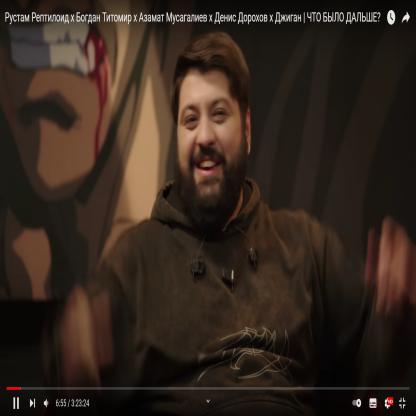 Рустам Рептилоид x Богдан Титомир x Азамат Мусагалиев x Денис Дорохов x Джиган | ЧТО БЫЛО ДАЛЬШЕ?
6:55 / 3:23:24